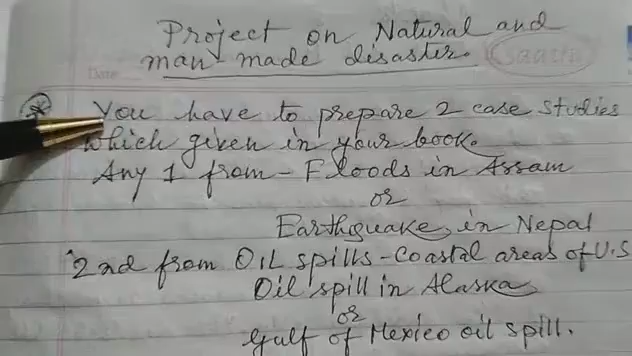 Project on Natural and
man made disaster.
Date
You have to prepare 2 case studies
which given in your book.
Any 1 from - Floods in Assam
or
Earthquake in Nepal
2nd from OIL spills - Coastal areas of U.S
Oil spill in Alaska
or
Gulf of Mexico oil spill.